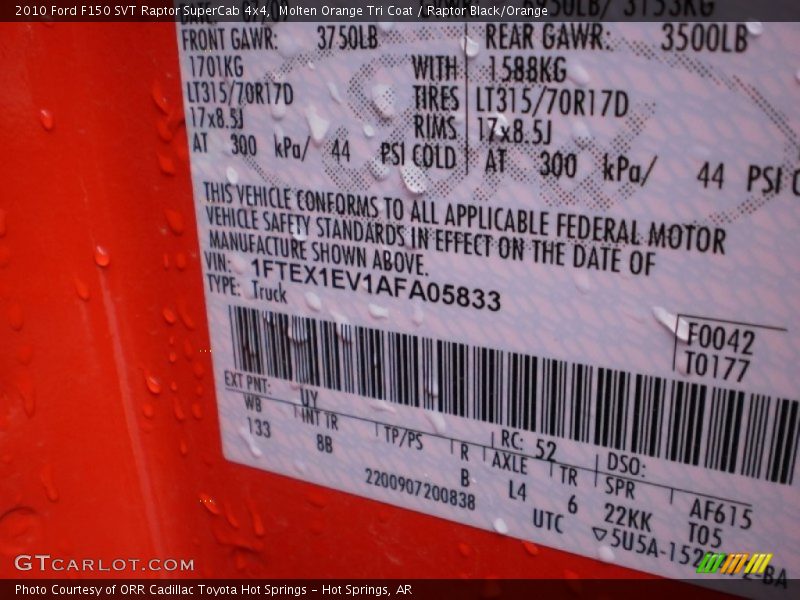 2010 Ford F150 SVT Raptor SuperCab 4x4, Molten Orange Tri Coat / Raptor Black/Orange
FRONT GAWR: 3750LB REAR GAWR: 3500LB
1701KG WITH 1588KG
LT315/70R17D TIRES LT315/70R17D
17x8.5J RIMS 17x8.5J
AT 300 kPa/ 44 PSI COLD AT 300 kPa/ 44 PSI
THIS VEHICLE CONFORMS TO ALL APPLICABLE FEDERAL MOTOR
VEHICLE SAFETY STANDARDS IN EFFECT ON THE DATE OF
MANUFACTURE SHOWN ABOVE.
VIN: 1FTEX1EV1AFA05833
TYPE: Truck
F0042
T0177
EXT PNT: UY RC: 52 DSO:
WB INT TR TP/PS R AXLE TR SPR
133 8B B L4 6 22KK AF615
2200907200838 UTC T05
GTCARLOT.COM
Photo Courtesy of ORR Cadillac Toyota Hot Springs - Hot Springs, AR